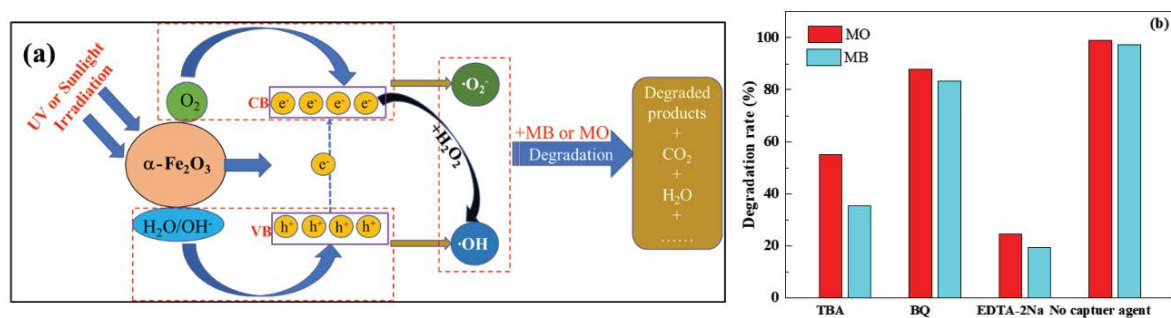 (a)
UV or Sunlight
Irradiation
O₂
α-Fe₂O₃
H₂O/OH⁻
CB
e⁻ e⁻ e⁻ e⁻
e⁻
VB
h⁺ h⁺ h⁺ h⁺
+H₂O₂
·O₂⁻
·OH
+MB or MO
Degradation
Degraded
products
+
CO₂
+
H₂O
+
......
(b)
MO
MB
Degradation rate (%)
100
80
60
40
20
0
TBA BQ EDTA-2Na No captuer agent